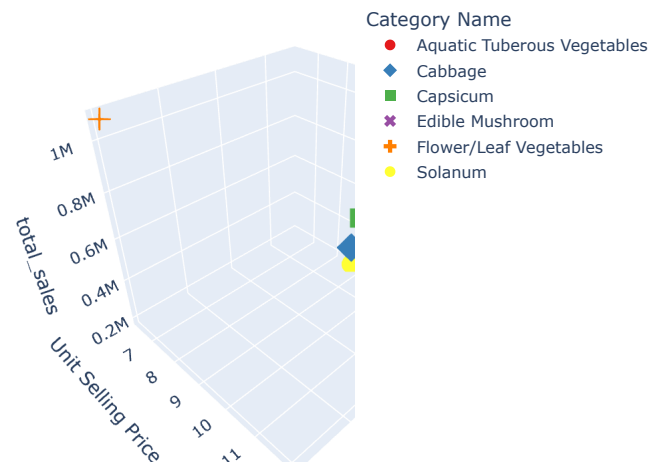 Category Name
Aquatic Tuberous Vegetables
Cabbage
Capsicum
Edible Mushroom
Flower/Leaf Vegetables
Solanum
1M
0.8M
0.6M
0.4M
0.2M
total_sales
7
8
9
10
11
Unit Selling Price